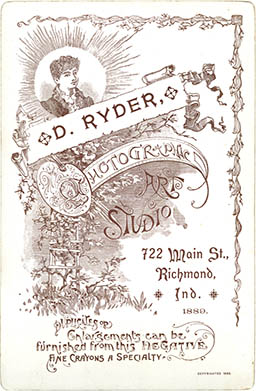 D. RYDER,
PHOTOGRAPHIC
ART
STUDIO
722 Main St.,
Richmond,
Ind.
1889.
DUPLICATES OR
Enlargements can be
furnished from this NEGATIVE.
FINE CRAYONS A SPECIALTY.